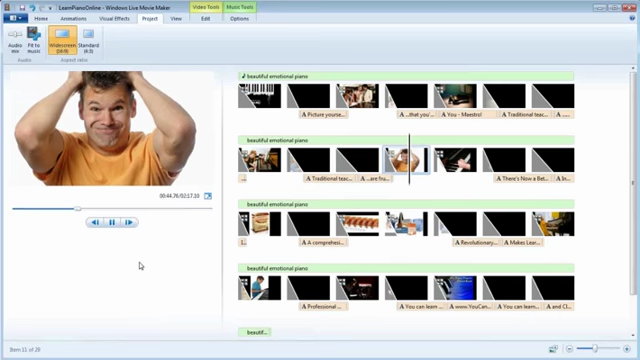 LearnPianoOnline - Windows Live Movie Maker
Video Tools
Music Tools
Home
Animations
Visual Effects
Project
View
Edit
Options
Audio mix
Fit to music
Widescreen (16:9)
Standard (4:3)
Audio
Aspect ratio
beautiful emotional piano
A Picture yourse...
A ...that you'...
A You - Maestro!
A Traditional teac...
A ......
beautiful emotional piano
...
A Traditional teac...
A ...are fru...
A There's Now a Bet...
A In...
00:44.76/02:17.33
beautiful emotional piano
A A comprehensi...
A Revolutionary...
A Makes Lear...
beautiful emotional piano
A Professional ...
A You can learn ...
A www.YouCan...
A You can learn ...
A and Cl...
beautif...
Item 11 of 29